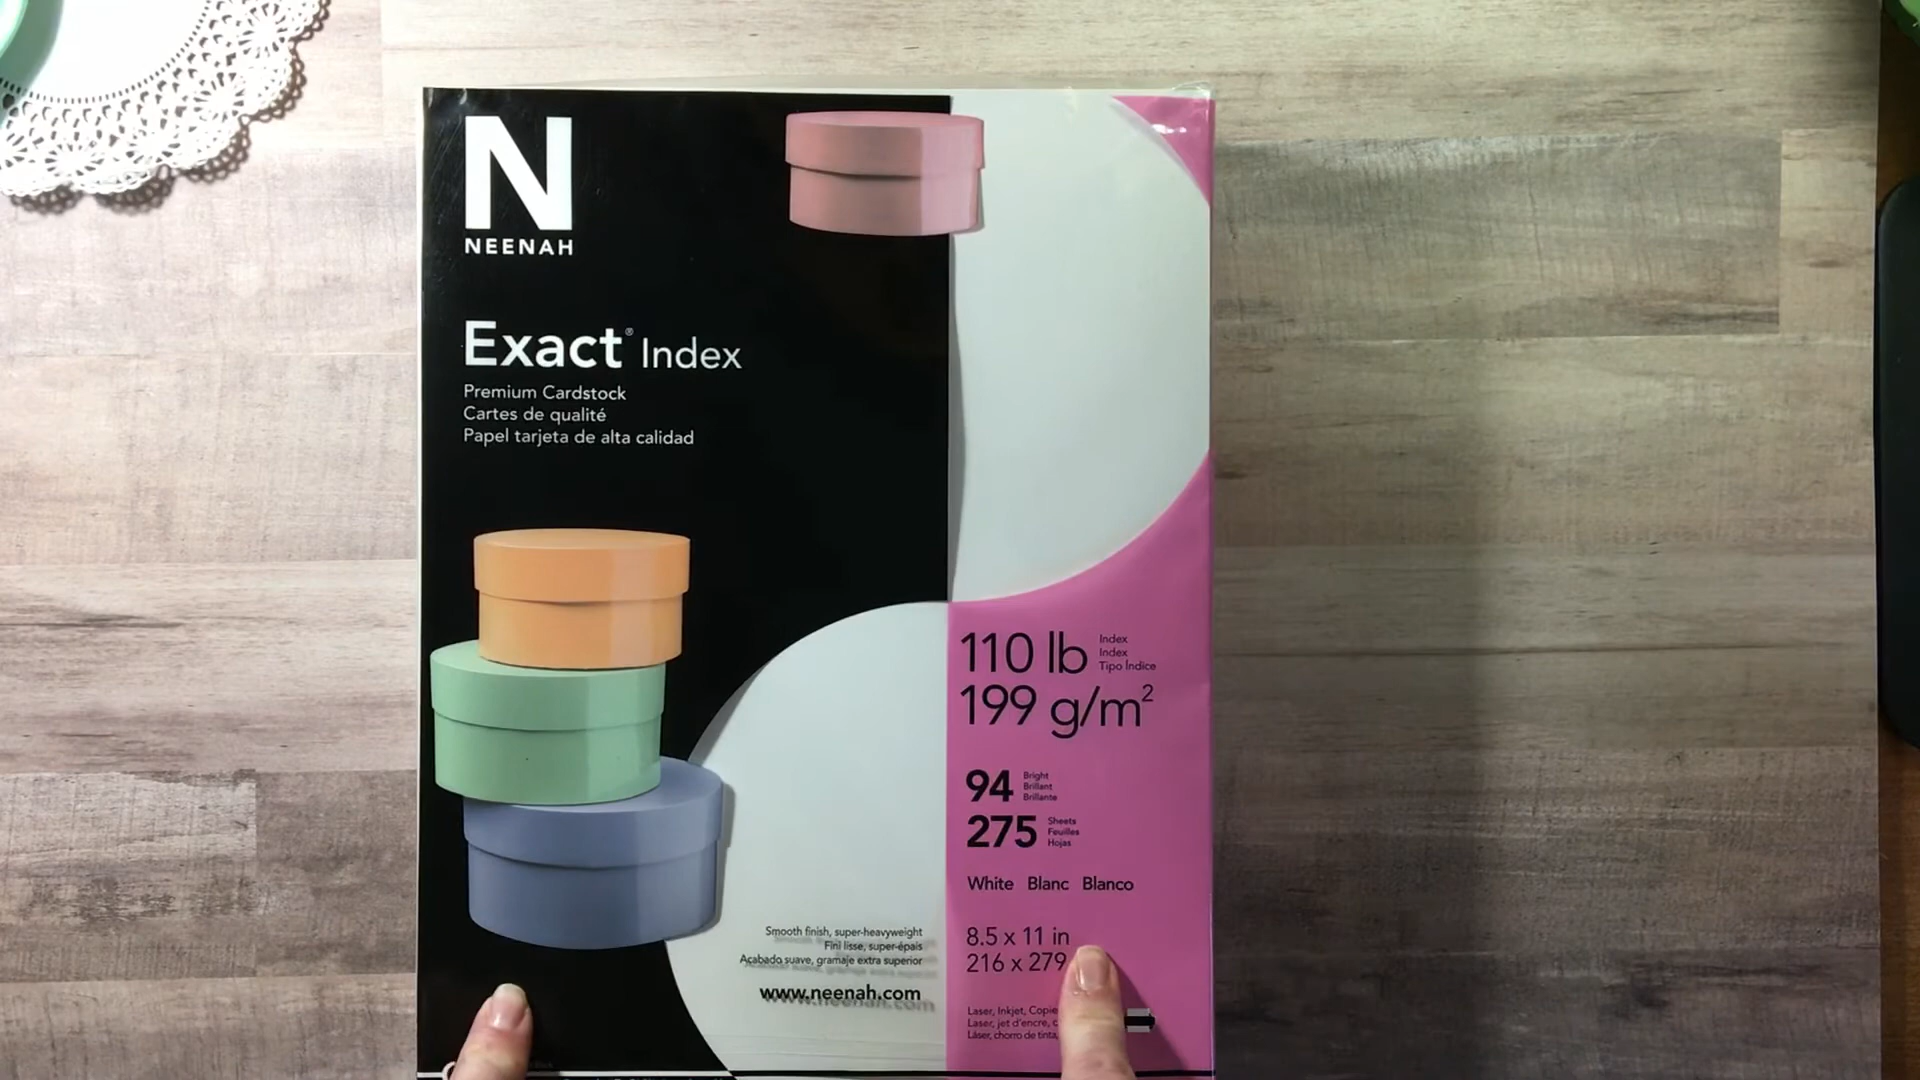 N
NEENAH
Exact® Index
Premium Cardstock
Cartes de qualité
Papel tarjeta de alta calidad
110 lb
Index
Index
Tipo Índice
199 g/m²
94
Bright
Brillant
Brillante
275
Sheets
Feuilles
Hojas
White Blanc Blanco
8.5 x 11 in
216 x 279
Smooth finish, super-heavyweight
Fini lisse, super-épais
Acabado suave, gramaje extra superior
www.neenah.com
Laser, Inkjet,
Laser, jet d'encre,
Láser, chorro de tinta,